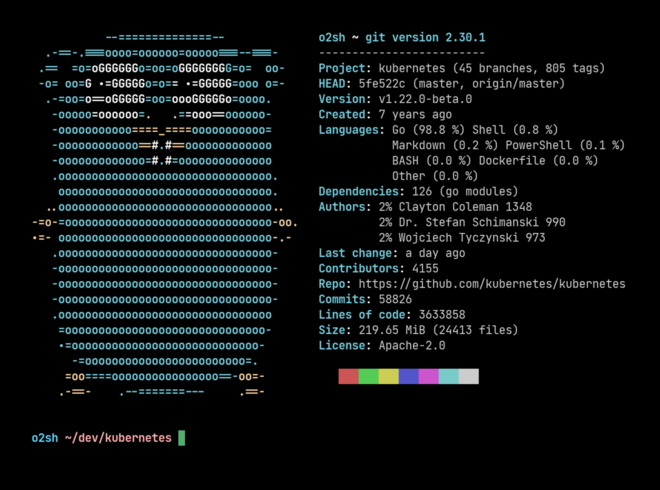 o2sh ~ git version 2.30.1
-------------------------
Project: kubernetes (45 branches, 805 tags)
HEAD: 5fe522c (master, origin/master)
Version: v1.22.0-beta.0
Created: 7 years ago
Languages: Go (98.8 %) Shell (0.8 %)
Markdown (0.2 %) PowerShell (0.1 %)
BASH (0.0 %) Dockerfile (0.0 %)
Other (0.0 %)
Dependencies: 126 (go modules)
Authors: 2% Clayton Coleman 1348
2% Dr. Stefan Schimanski 990
2% Wojciech Tyczynski 973
Last change: a day ago
Contributors: 4155
Repo: https://github.com/kubernetes/kubernetes
Commits: 58826
Lines of code: 3633858
Size: 219.65 MiB (24413 files)
License: Apache-2.0
o2sh ~/dev/kubernetes